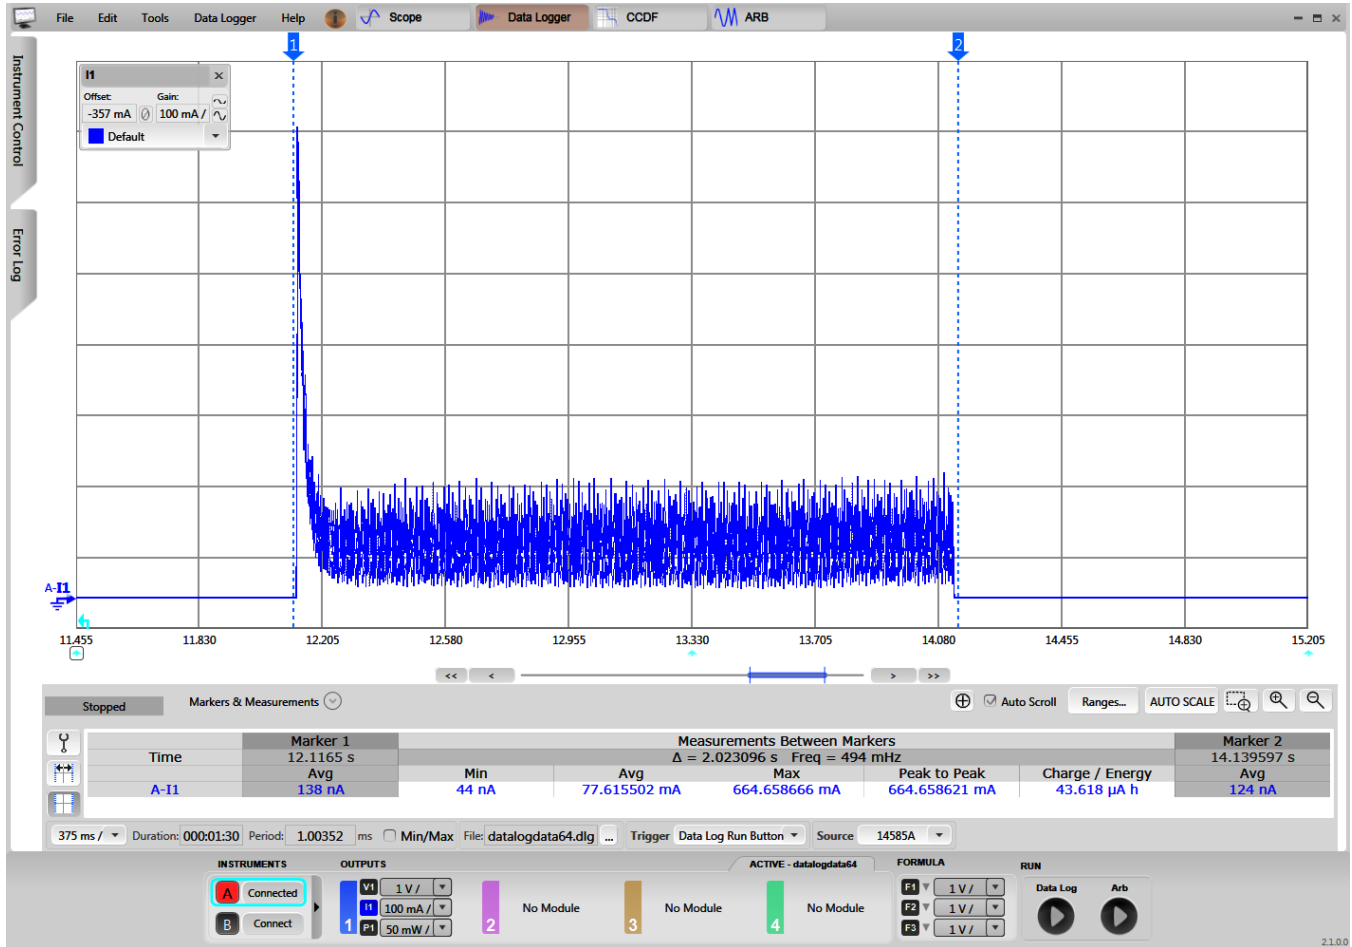 File Edit Tools Data Logger Help Scope Data Logger CCDF ARB
Instrument Control
Error Log
1 2
I1
Offset: Gain:
-357 mA 100 mA /
Default
A-I1
11.455 11.830 12.205 12.580 12.955 13.330 13.705 14.080 14.455 14.830 15.205
<< < > >>
Stopped Markers & Measurements Auto Scroll Ranges... AUTO SCALE
Marker 1 Measurements Between Markers Marker 2
Time 12.1165 s Δ = 2.023096 s Freq = 494 mHz 14.139597 s
Avg Min Avg Max Peak to Peak Charge / Energy Avg
A-I1 138 nA 44 nA 77.615502 mA 664.658666 mA 664.658621 mA 43.618 µA h 124 nA
375 ms / Duration: 000:01:30 Period: 1.00352 ms Min/Max File: datalogdata64.dlg ... Trigger Data Log Run Button Source 14585A
INSTRUMENTS OUTPUTS ACTIVE - datalogdata64 FORMULA RUN
A Connected
B Connect
1
V1 1 V /
I1 100 mA /
P1 50 mW /
2 No Module
3 No Module
4 No Module
F1 1 V /
F2 1 V /
F3 1 V /
Data Log Arb
2.1.0.0